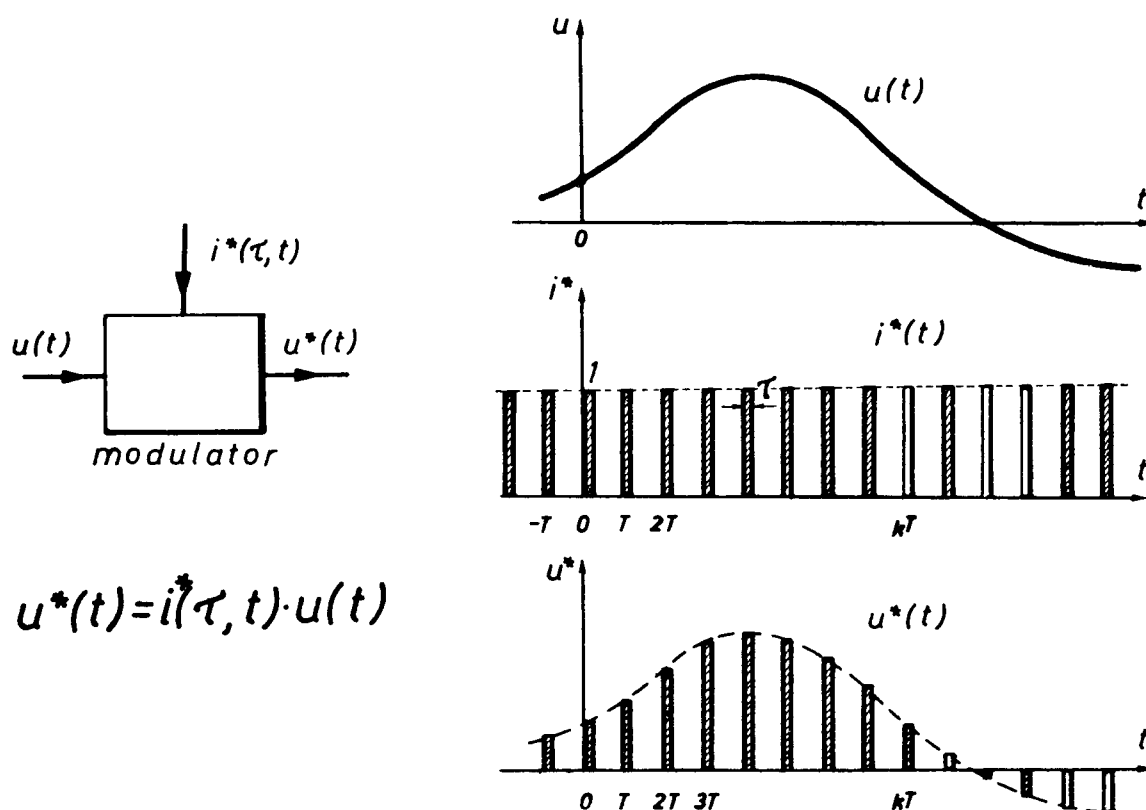 i*(τ, t)
u(t)
u*(t)
modulator
u*(t) = i*(τ, t)·u(t)
u
u(t)
t
0
i*
i*(t)
1
τ
t
-T 0 T 2T kT
u*
u*(t)
t
0 T 2T 3T kT